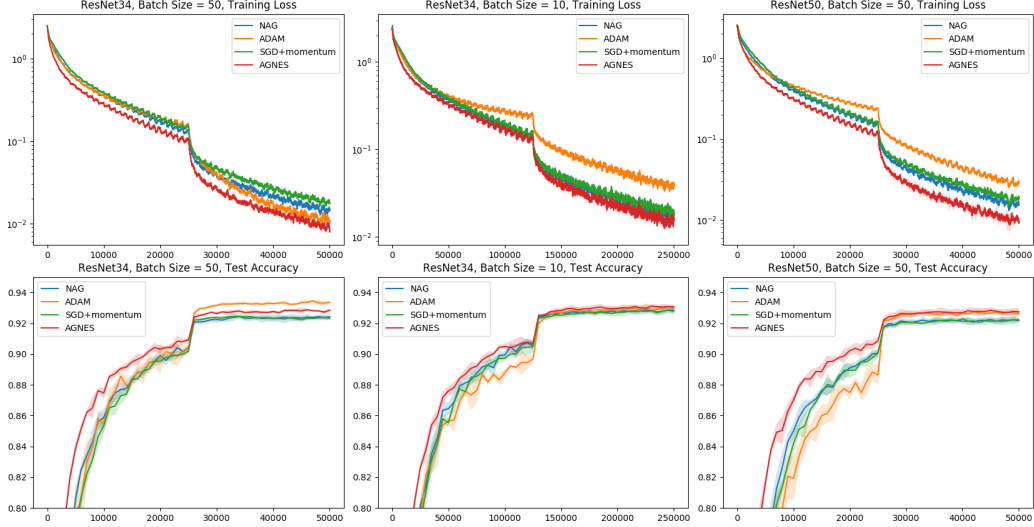 ResNet34, Batch Size = 50, Training Loss
NAG
ADAM
SGD+momentum
AGNES
10⁰
10⁻¹
10⁻²
0 10000 20000 30000 40000 50000
ResNet34, Batch Size = 10, Training Loss
NAG
ADAM
SGD+momentum
AGNES
10⁰
10⁻¹
10⁻²
0 50000 100000 150000 200000 250000
ResNet50, Batch Size = 50, Training Loss
NAG
ADAM
SGD+momentum
AGNES
10⁰
10⁻¹
10⁻²
0 10000 20000 30000 40000 50000
ResNet34, Batch Size = 50, Test Accuracy
NAG
ADAM
SGD+momentum
AGNES
0.94
0.92
0.90
0.88
0.86
0.84
0.82
0.80
0 10000 20000 30000 40000 50000
ResNet34, Batch Size = 10, Test Accuracy
NAG
ADAM
SGD+momentum
AGNES
0.94
0.92
0.90
0.88
0.86
0.84
0.82
0.80
0 50000 100000 150000 200000 250000
ResNet50, Batch Size = 50, Test Accuracy
NAG
ADAM
SGD+momentum
AGNES
0.94
0.92
0.90
0.88
0.86
0.84
0.82
0.80
0 10000 20000 30000 40000 50000